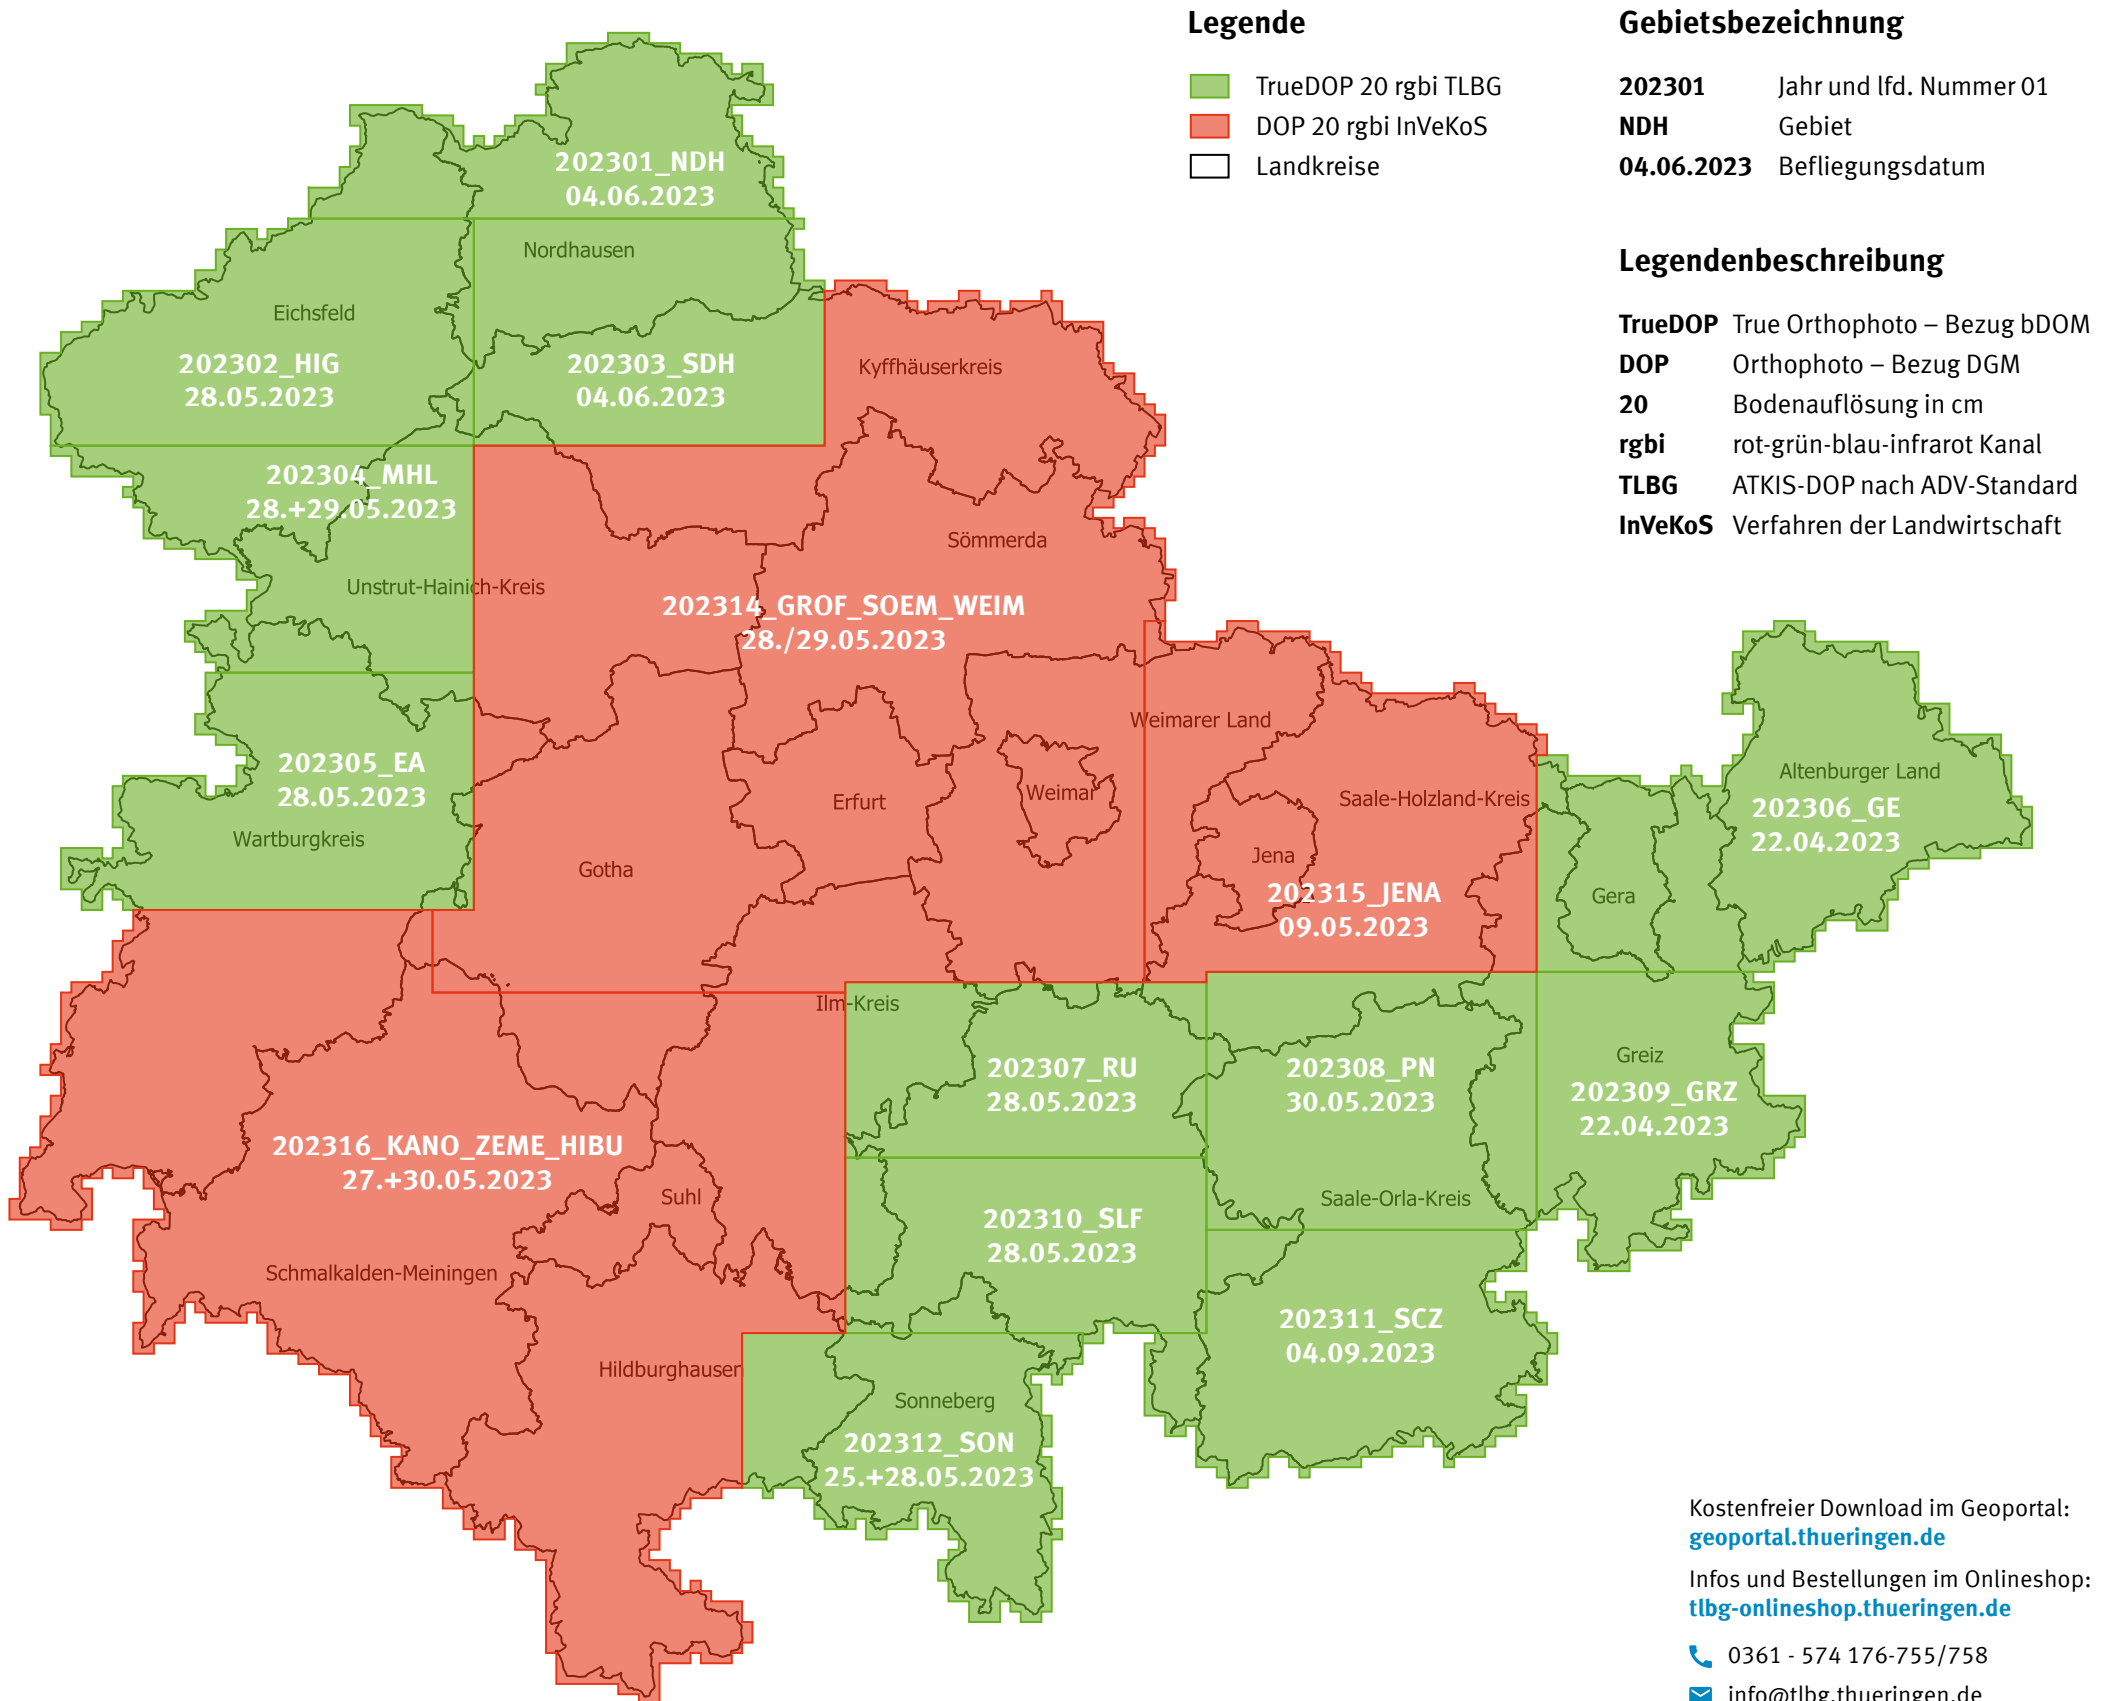 Legende
TrueDOP 20 rgbi TLBG
DOP 20 rgbi InVeKoS
Landkreise
Gebietsbezeichnung
202301 Jahr und lfd. Nummer 01
NDH Gebiet
04.06.2023 Befliegungsdatum
Legendenbeschreibung
TrueDOP True Orthophoto – Bezug bDOM
DOP Orthophoto – Bezug DGM
20 Bodenauflösung in cm
rgbi rot-grün-blau-infrarot Kanal
TLBG ATKIS-DOP nach ADV-Standard
InVeKoS Verfahren der Landwirtschaft
202301_NDH
04.06.2023
Nordhausen
Eichsfeld
202302_HIG
28.05.2023
202303_SDH
04.06.2023
Kyffhäuserkreis
202304_MHL
28.+29.05.2023
Sömmerda
Unstrut-Hainich-Kreis
202314_GROF_SOEM_WEIM
28./29.05.2023
Weimarer Land
202305_EA
28.05.2023
Wartburgkreis
Erfurt
Weimar
Saale-Holzland-Kreis
Altenburger Land
202306_GE
22.04.2023
Gotha
Jena
202315_JENA
09.05.2023
Gera
Ilm-Kreis
202307_RU
28.05.2023
202308_PN
30.05.2023
Greiz
202309_GRZ
22.04.2023
202316_KANO_ZEME_HIBU
27.+30.05.2023
Suhl
Saale-Orla-Kreis
202310_SLF
28.05.2023
Schmalkalden-Meiningen
202311_SCZ
04.09.2023
Hildburghausen
Sonneberg
202312_SON
25.+28.05.2023
Kostenfreier Download im Geoportal:
geoportal.thueringen.de
Infos und Bestellungen im Onlineshop:
tlbg-onlineshop.thueringen.de
0361 - 574 176-755/758
info@tlbg.thueringen.de